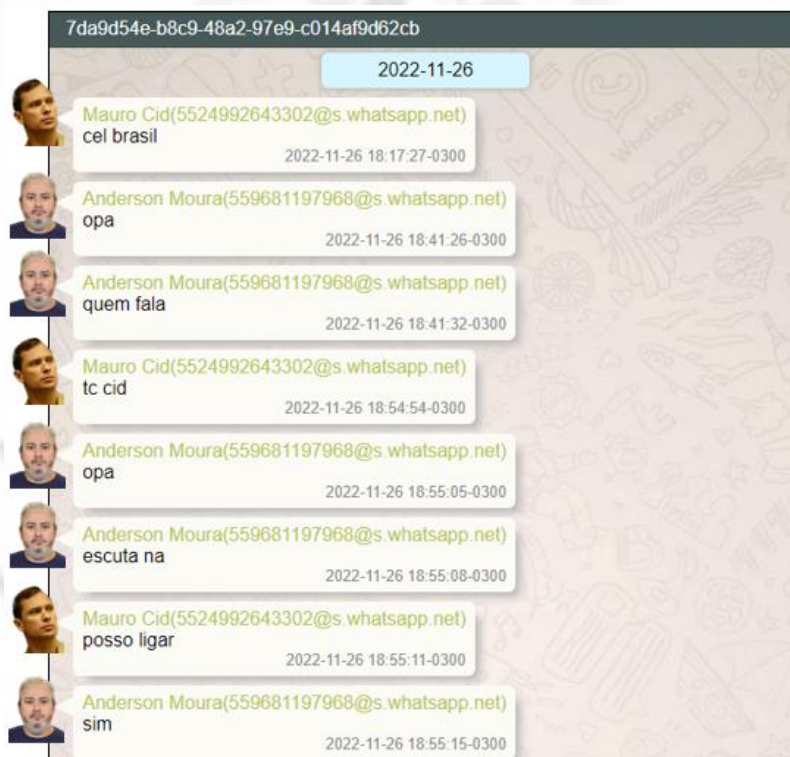 7da9d54e-b8c9-48a2-97e9-c014af9d62cb
2022-11-26
Mauro Cid(5524992643302@s.whatsapp.net)
cel brasil
2022-11-26 18:17:27-0300
Anderson Moura(559681197968@s.whatsapp.net)
opa
2022-11-26 18:41:26-0300
Anderson Moura(559681197968@s.whatsapp.net)
quem fala
2022-11-26 18:41:32-0300
Mauro Cid(5524992643302@s.whatsapp.net)
tc cid
2022-11-26 18:54:54-0300
Anderson Moura(559681197968@s.whatsapp.net)
opa
2022-11-26 18:55:05-0300
Anderson Moura(559681197968@s.whatsapp.net)
escuta na
2022-11-26 18:55:08-0300
Mauro Cid(5524992643302@s.whatsapp.net)
posso ligar
2022-11-26 18:55:11-0300
Anderson Moura(559681197968@s.whatsapp.net)
sim
2022-11-26 18:55:15-0300
WhatsApp